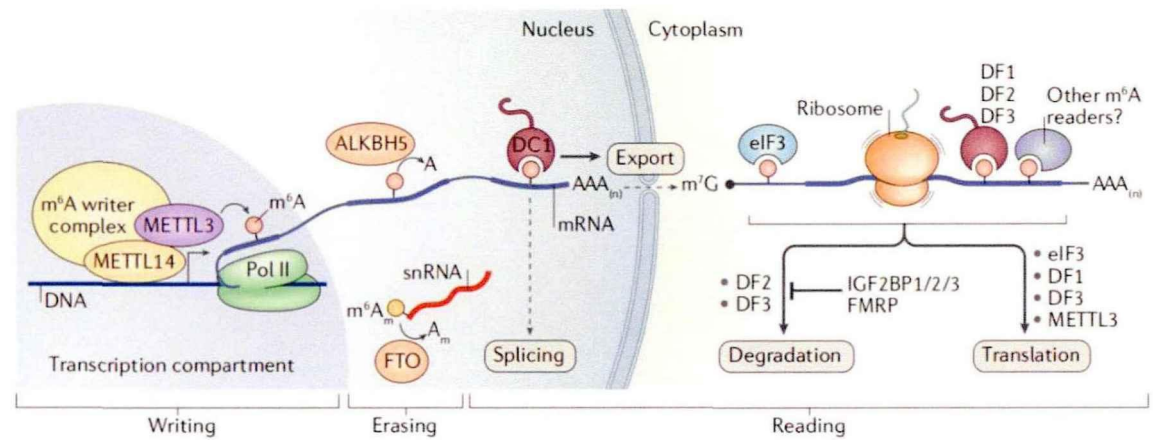 Nucleus
Cytoplasm
DF1
DF2
DF3
Other m⁶A
readers?
Ribosome
ALKBH5
A
DC1
Export
eIF3
AAA(n)
m⁷G
AAA(n)
m⁶A writer
complex
METTL3
m⁶A
mRNA
METTL14
Pol II
DNA
snRNA
m⁶Am
Am
FTO
Splicing
• DF2
• DF3
IGF2BP1/2/3
FMRP
• eIF3
• DF1
• DF3
• METTL3
Degradation
Translation
Transcription compartment
Writing
Erasing
Reading